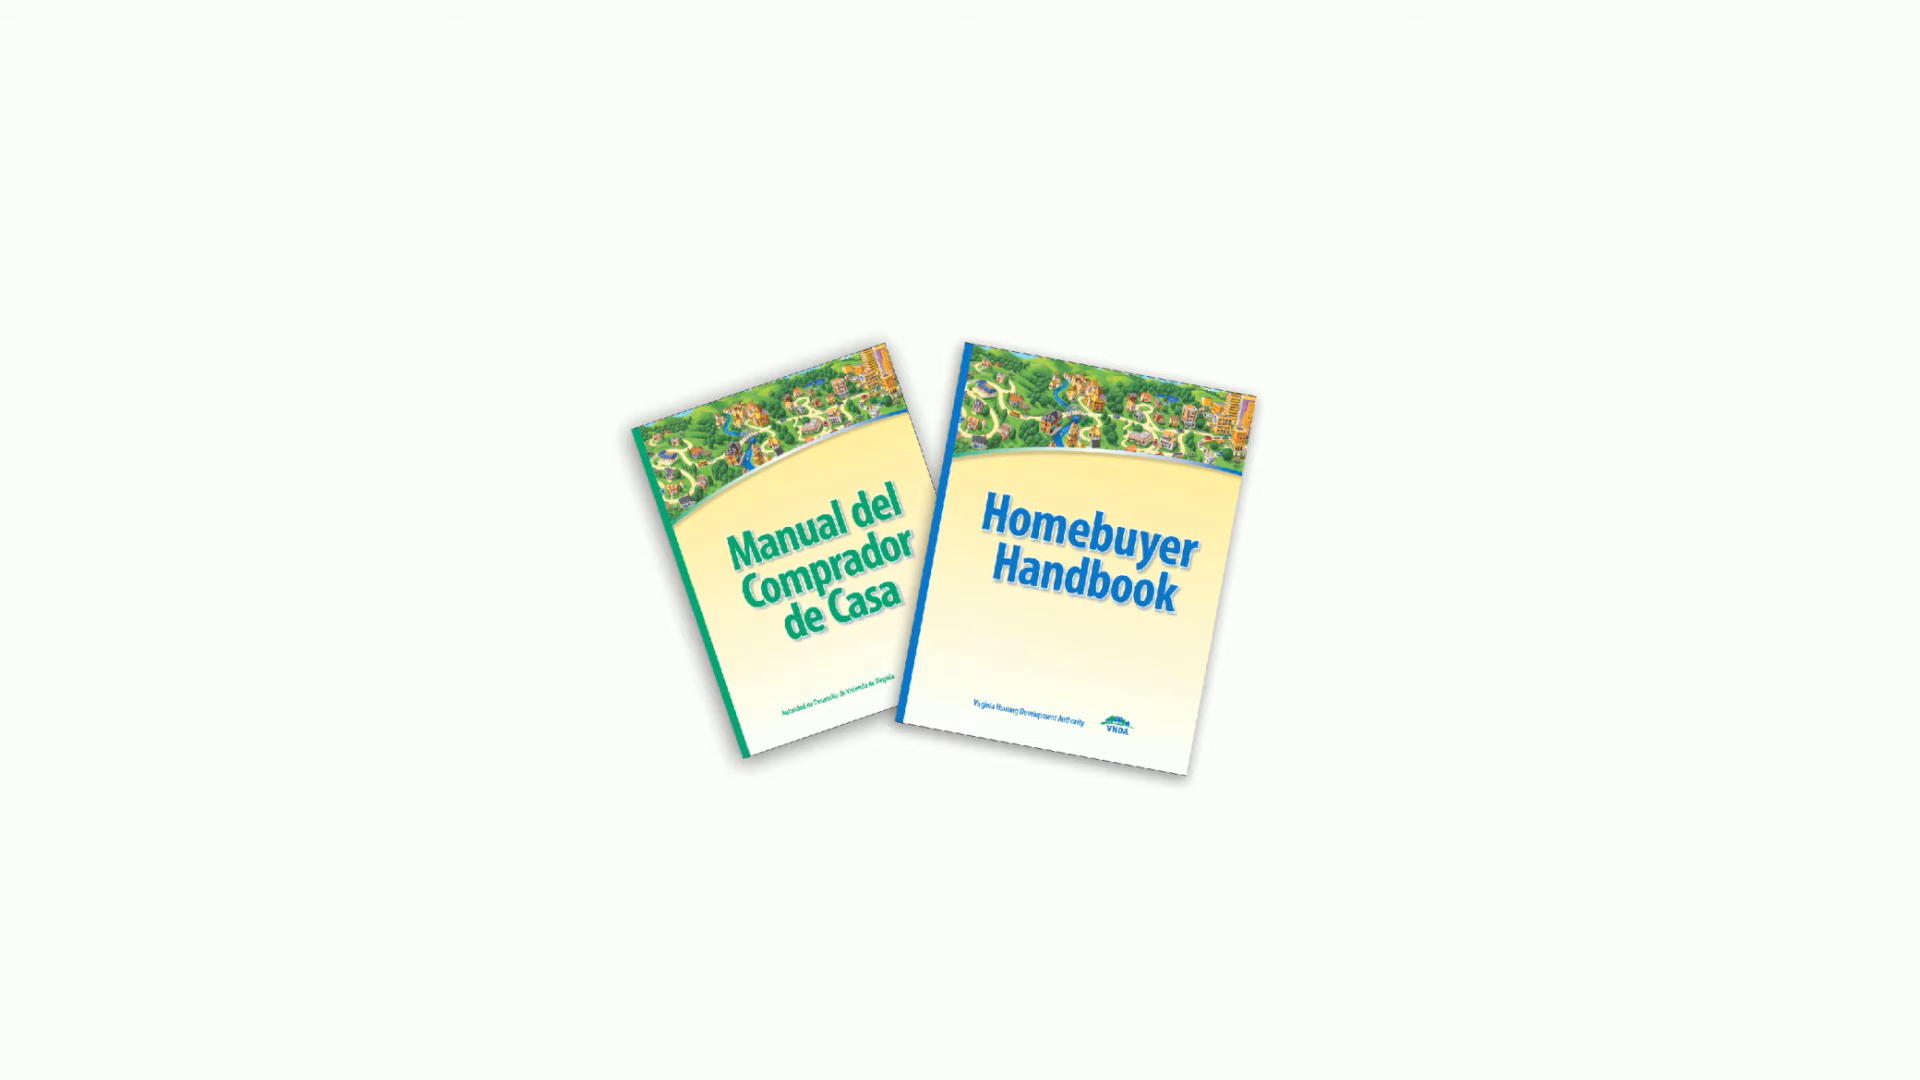 Manual del
Comprador
de Casa
Autoridad de Desarrollo de Vivienda de Virginia
Homebuyer
Handbook
Virginia Housing Development Authority
VHDA